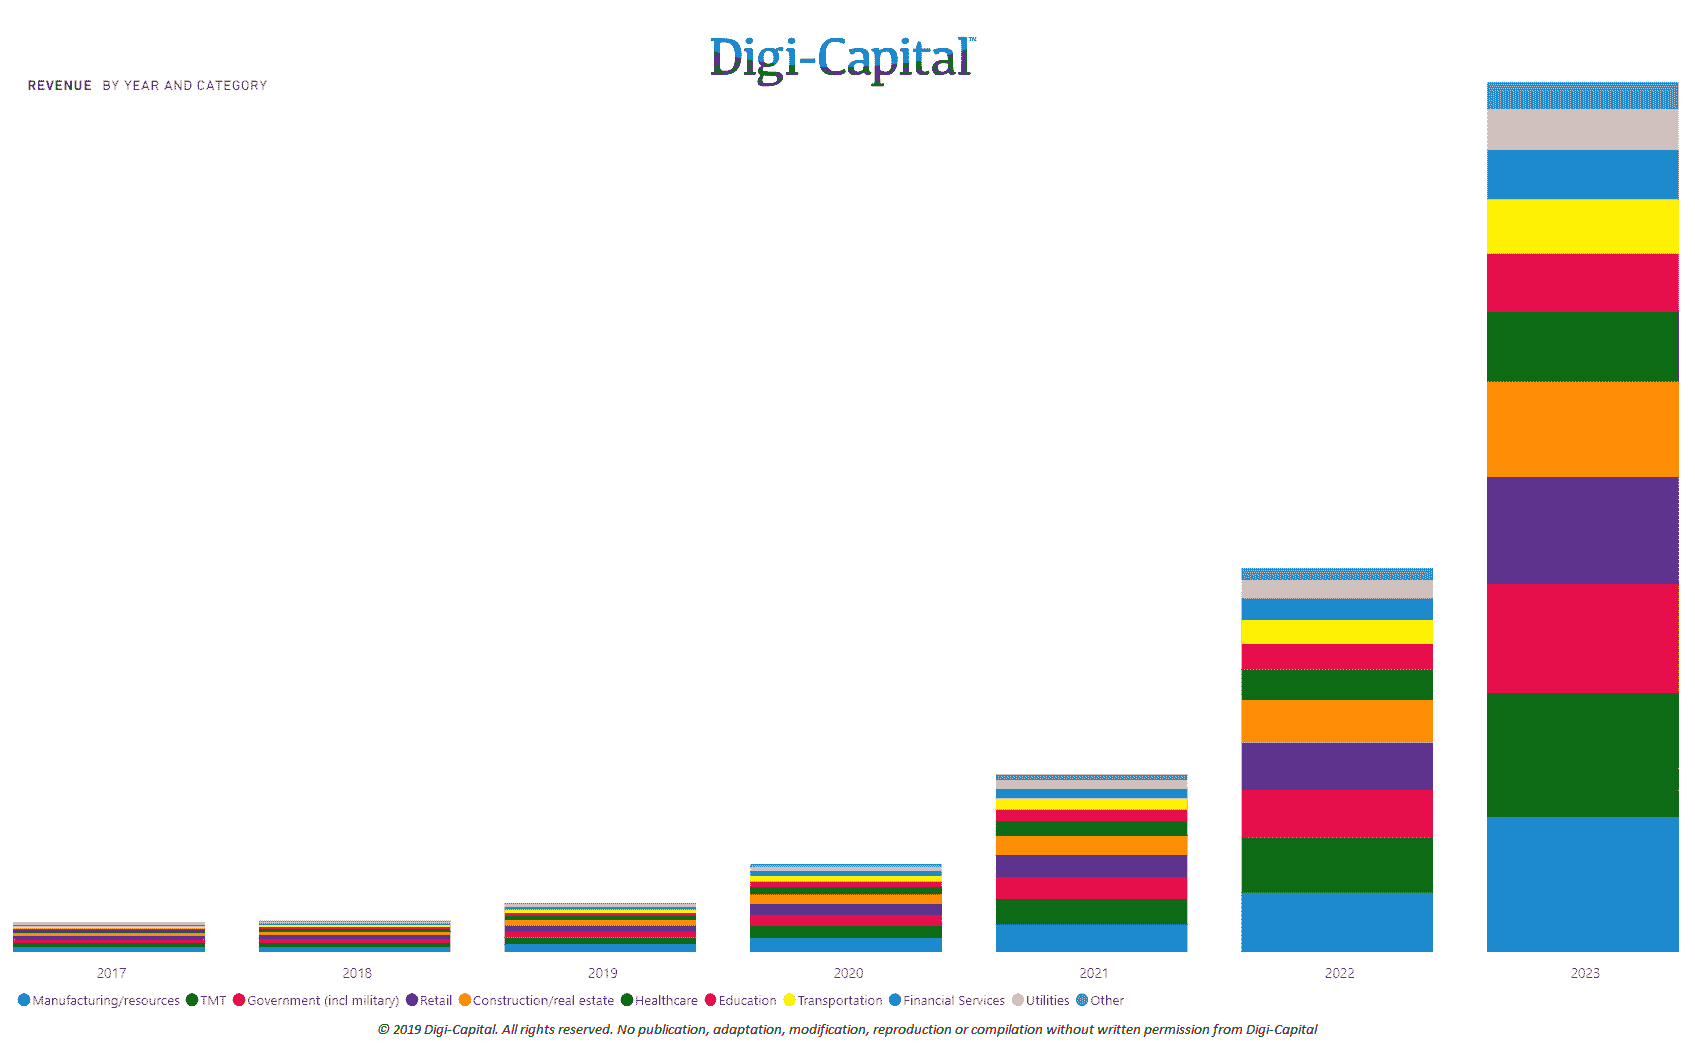 Digi-Capital™
REVENUE BY YEAR AND CATEGORY
2017 2018 2019 2020 2021 2022 2023
Manufacturing/resources TMT Government (incl military) Retail Construction/real estate Healthcare Education Transportation Financial Services Utilities Other
© 2019 Digi-Capital. All rights reserved. No publication, adaptation, modification, reproduction or compilation without written permission from Digi-Capital